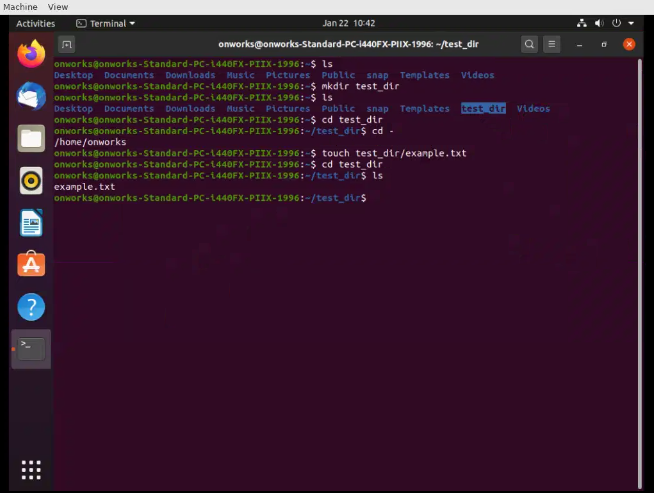 Machine View
Activities Terminal Jan 22 10:42
onworks@onworks-Standard-PC-i440FX-PIIX-1996: ~/test_dir
onworks@onworks-Standard-PC-i440FX-PIIX-1996:~$ ls
Desktop Documents Downloads Music Pictures Public snap Templates Videos
onworks@onworks-Standard-PC-i440FX-PIIX-1996:~$ mkdir test_dir
onworks@onworks-Standard-PC-i440FX-PIIX-1996:~$ ls
Desktop Documents Downloads Music Pictures Public snap Templates test_dir Videos
onworks@onworks-Standard-PC-i440FX-PIIX-1996:~$ cd test_dir
onworks@onworks-Standard-PC-i440FX-PIIX-1996:~/test_dir$ cd -
/home/onworks
onworks@onworks-Standard-PC-i440FX-PIIX-1996:~$ touch test_dir/example.txt
onworks@onworks-Standard-PC-i440FX-PIIX-1996:~$ cd test_dir
onworks@onworks-Standard-PC-i440FX-PIIX-1996:~/test_dir$ ls
example.txt
onworks@onworks-Standard-PC-i440FX-PIIX-1996:~/test_dir$